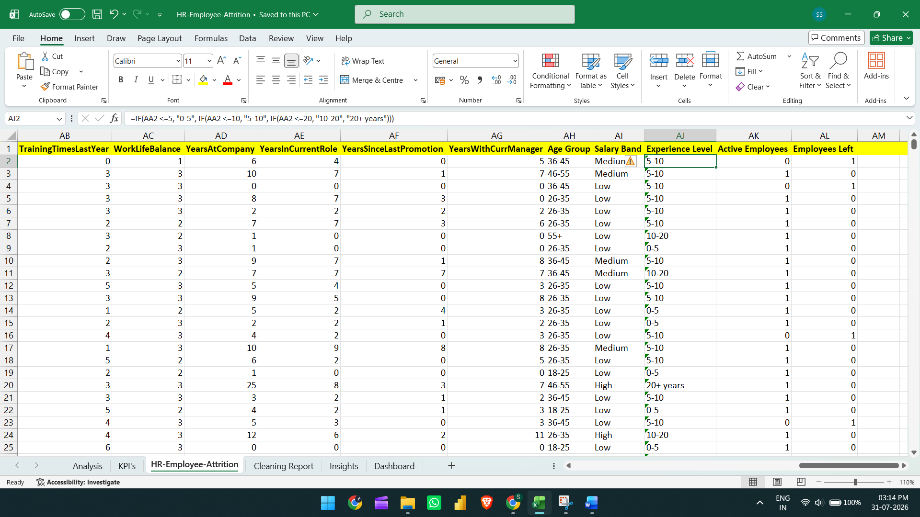 AutoSave Off HR-Employee-Attrition • Saved to this PC Search SS
File Home Insert Draw Page Layout Formulas Data Review View Help Comments Share
Paste Cut Copy Format Painter Calibri 11 A A Wrap Text General Conditional Formatting Format as Table Cell Styles Insert Delete Format AutoSum Fill Clear Sort & Filter Find & Select Add-ins
B I U A Merge & Centre % ,
Clipboard Font Alignment Number Styles Cells Editing Add-ins
AJ2 fx =IF(AA2 <=5, "0-5", IF(AA2 <=10, "5-10", IF(AA2 <=20, "10-20", "20+ years")))
AB AC AD AE AF AG AH AI AJ AK AL AM
1 TrainingTimesLastYear WorkLifeBalance YearsAtCompany YearsInCurrentRole YearsSinceLastPromotion YearsWithCurrManager Age Group Salary Band Experience Level Active Employees Employees Left
2 0 1 6 4 0 5 36-45 Medium 5-10 0 1
3 3 3 10 7 1 7 46-55 Medium 5-10 1 0
4 3 3 0 0 0 0 36-45 Low 5-10 0 1
5 3 3 8 7 3 0 26-35 Low 5-10 1 0
6 3 3 2 2 2 2 26-35 Low 5-10 1 0
7 2 2 7 7 3 6 26-35 Low 5-10 1 0
8 3 2 1 0 0 0 55+ Low 10-20 1 0
9 2 3 1 0 0 0 26-35 Low 0-5 1 0
10 2 3 9 7 1 8 36-45 Medium 5-10 1 0
11 3 2 7 7 7 7 36-45 Medium 10-20 1 0
12 5 3 5 4 0 3 26-35 Low 5-10 1 0
13 3 3 9 5 0 8 26-35 Low 5-10 1 0
14 1 2 5 2 4 3 26-35 Low 0-5 1 0
15 2 3 2 2 1 2 26-35 Low 0-5 1 0
16 4 3 4 2 0 3 26-35 Low 5-10 0 1
17 1 3 10 9 8 8 26-35 Medium 5-10 1 0
18 5 2 6 2 0 5 26-35 Low 5-10 1 0
19 2 2 1 0 0 0 18-25 Low 0-5 1 0
20 3 3 25 8 3 7 46-55 High 20+ years 1 0
21 3 3 3 2 1 2 36-45 Low 5-10 1 0
22 5 2 4 2 1 3 18-25 Low 0-5 1 0
23 4 3 5 3 0 3 36-45 Low 5-10 0 1
24 4 3 12 6 2 11 26-35 High 10-20 1 0
25 6 3 0 0 0 0 18-25 Low 0-5 1 0
Analysis KPI's HR-Employee-Attrition Cleaning Report Insights Dashboard
Ready Accessibility: Investigate 110%
ENG IN 100% 03:14 PM 31-07-2026